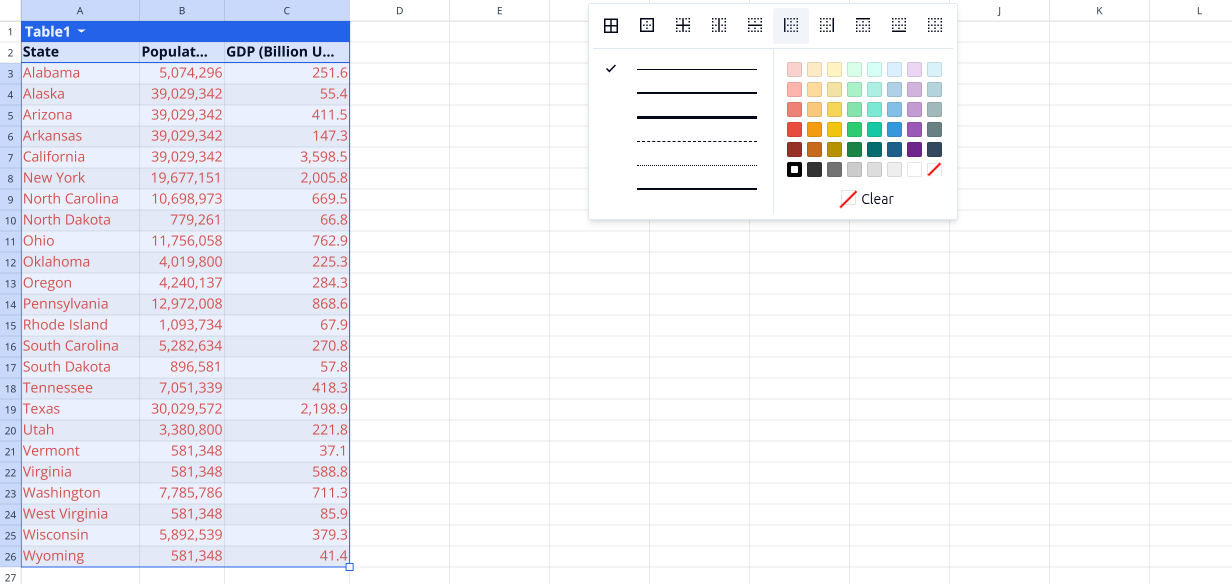 A B C D E J K L
1 Table1
2 State Populat... GDP (Billion U...
3 Alabama 5,074,296 251.6
4 Alaska 39,029,342 55.4
5 Arizona 39,029,342 411.5
6 Arkansas 39,029,342 147.3
7 California 39,029,342 3,598.5
8 New York 19,677,151 2,005.8
9 North Carolina 10,698,973 669.5
10 North Dakota 779,261 66.8
11 Ohio 11,756,058 762.9
12 Oklahoma 4,019,800 225.3
13 Oregon 4,240,137 284.3
14 Pennsylvania 12,972,008 868.6
15 Rhode Island 1,093,734 67.9
16 South Carolina 5,282,634 270.8
17 South Dakota 896,581 57.8
18 Tennessee 7,051,339 418.3
19 Texas 30,029,572 2,198.9
20 Utah 3,380,800 221.8
21 Vermont 581,348 37.1
22 Virginia 581,348 588.8
23 Washington 7,785,786 711.3
24 West Virginia 581,348 85.9
25 Wisconsin 5,892,539 379.3
26 Wyoming 581,348 41.4
27
Clear